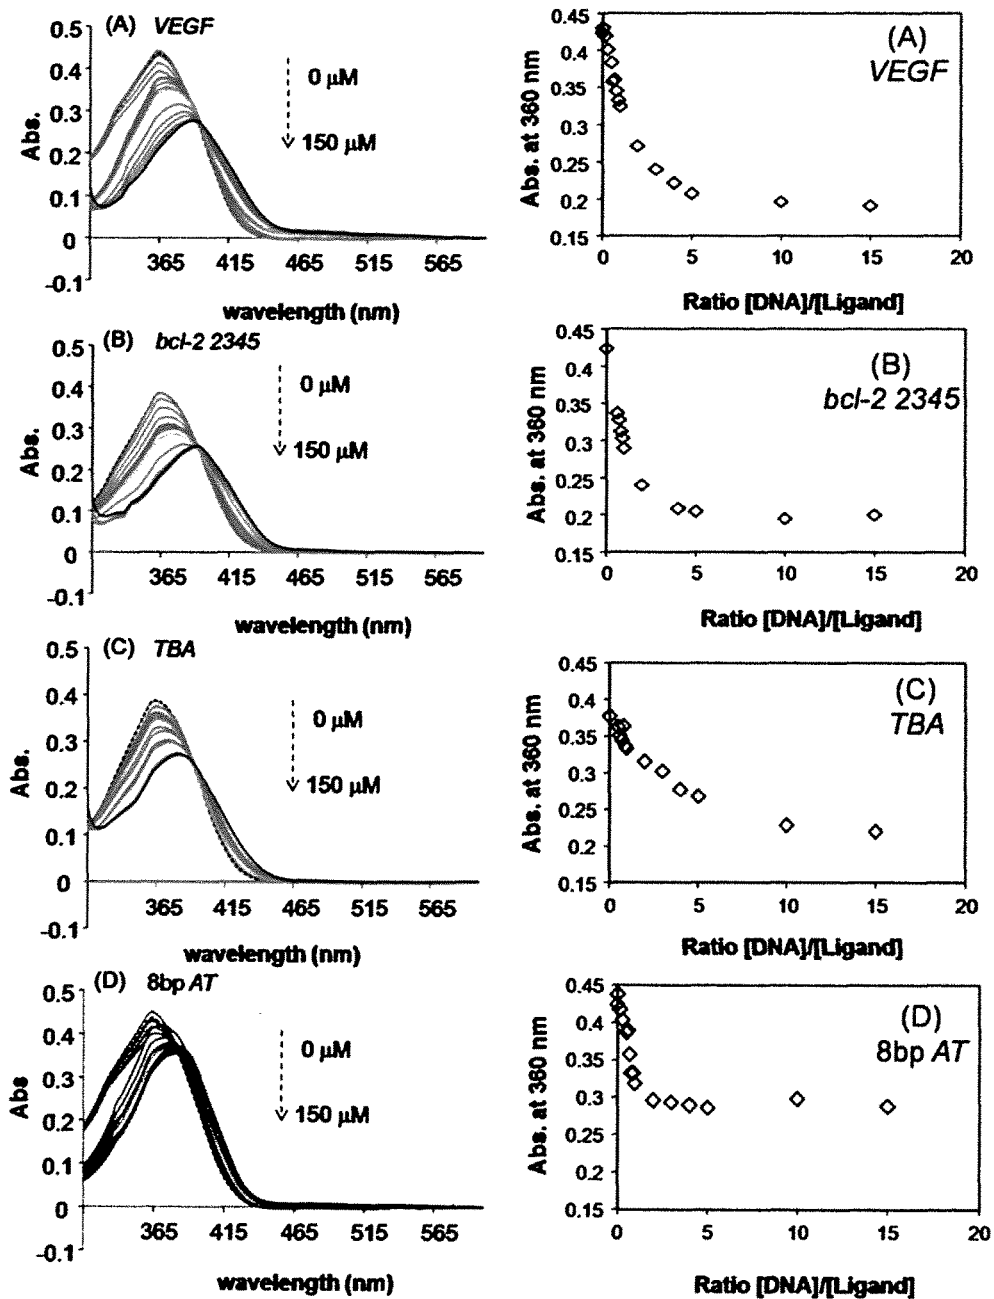 (A) VEGF
0.5
0.4
0.3
0.2
0.1
0
-0.1
Abs.
0 µM
150 µM
365 415 465 515 565
wavelength (nm)
(A)
VEGF
0.45
0.4
0.35
0.3
0.25
0.2
0.15
Abs. at 360 nm
0 5 10 15 20
Ratio [DNA]/[Ligand]
(B) bcl-2 2345
0.5
0.4
0.3
0.2
0.1
0
-0.1
Abs.
0 µM
150 µM
365 415 465 515 565
wavelength (nm)
(B)
bcl-2 2345
0.45
0.4
0.35
0.3
0.25
0.2
0.15
Abs. at 360 nm
0 5 10 15 20
Ratio [DNA]/[Ligand]
(C) TBA
0.5
0.4
0.3
0.2
0.1
0
-0.1
Abs.
0 µM
150 µM
365 415 465 515 565
wavelength (nm)
(C)
TBA
0.45
0.4
0.35
0.3
0.25
0.2
0.15
Abs. at 360 nm
0 5 10 15 20
Ratio [DNA]/[Ligand]
(D) 8bp AT
0.5
0.4
0.3
0.2
0.1
0
-0.1
Abs
0 µM
150 µM
365 415 465 515 565
wavelength (nm)
(D)
8bp AT
0.45
0.4
0.35
0.3
0.25
0.2
0.15
Abs. at 360 nm
0 5 10 15 20
Ratio [DNA]/[Ligand]